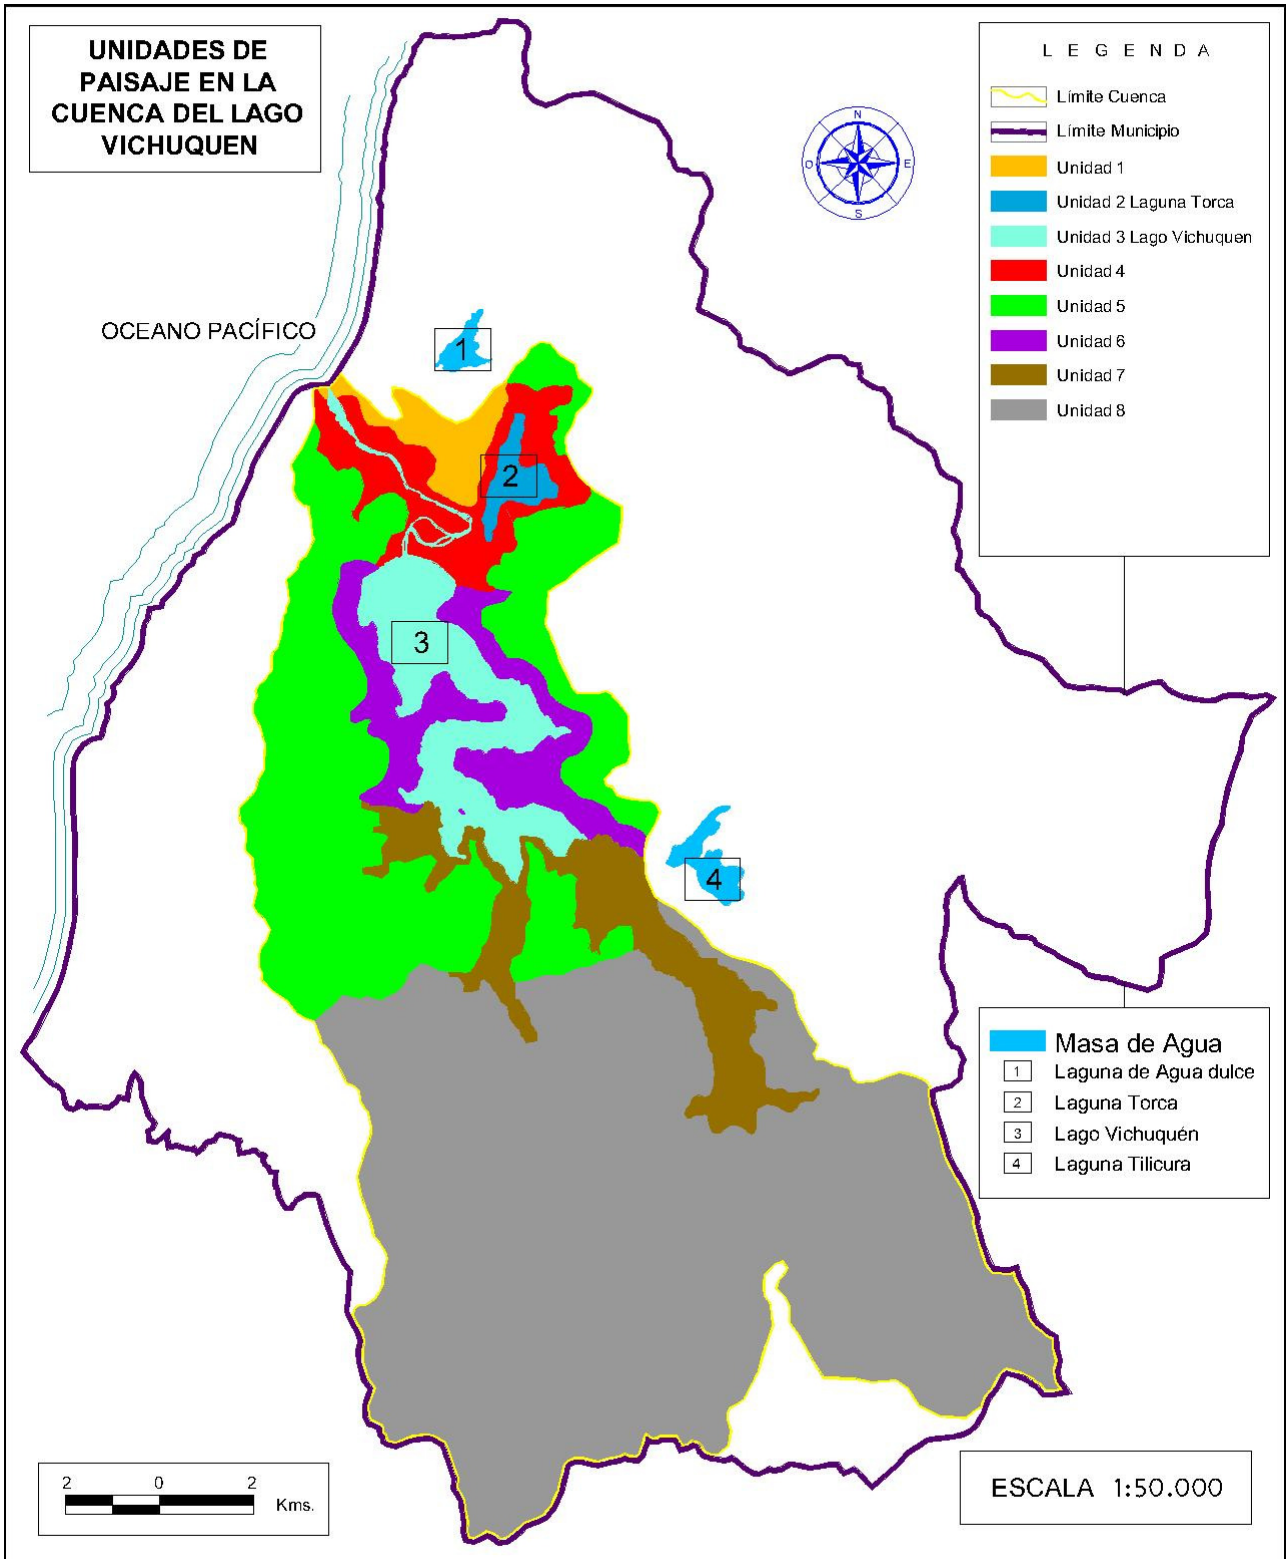 UNIDADES DE
PAISAJE EN LA
CUENCA DEL LAGO
VICHUQUEN
L E G E N D A
Límite Cuenca
Límite Municipio
Unidad 1
Unidad 2 Laguna Torca
Unidad 3 Lago Vichuquen
Unidad 4
Unidad 5
Unidad 6
Unidad 7
Unidad 8
N
O
E
S
OCEANO PACÍFICO
1
2
3
4
Masa de Agua
1 Laguna de Agua dulce
2 Laguna Torca
3 Lago Vichuquén
4 Laguna Tilicura
2 0 2
Kms.
ESCALA 1:50.000